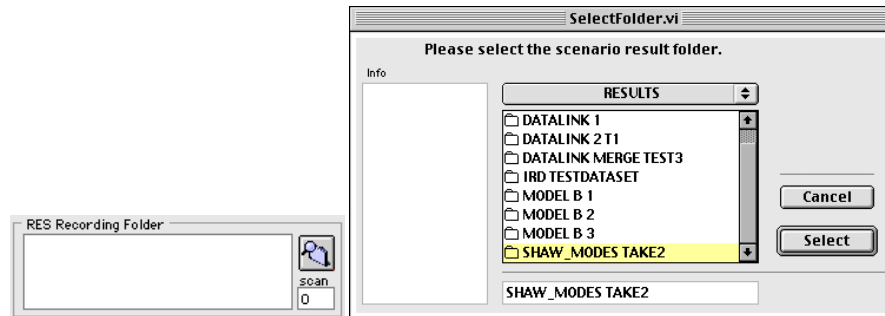 SelectFolder.vi
Please select the scenario result folder.
Info
RESULTS
DATALINK 1
DATALINK 2 T1
DATALINK MERGE TEST3
IRD TESTDATASET
MODEL B 1
MODEL B 2
MODEL B 3
SHAW_MODES TAKE2
Cancel
Select
SHAW_MODES TAKE2
RES Recording Folder
scan
0